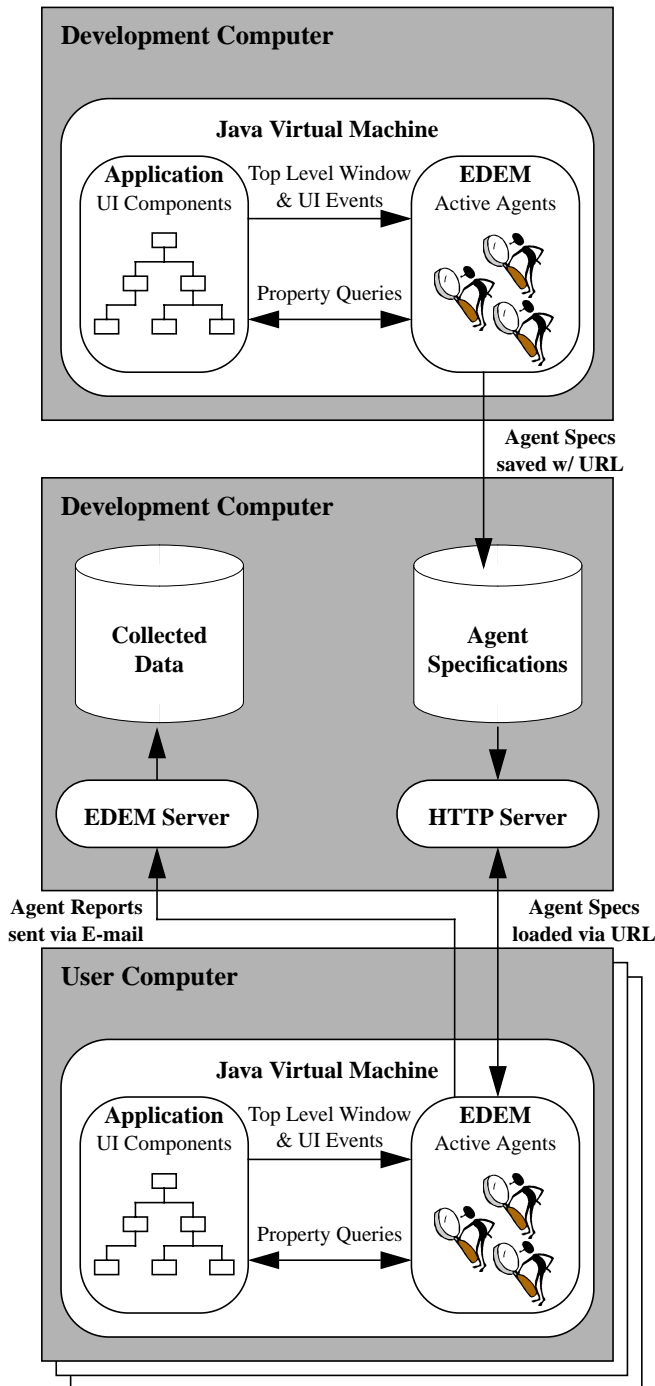 Development Computer
Java Virtual Machine
Application
UI Components
Top Level Window
& UI Events
EDEM
Active Agents
Property Queries
Agent Specs
saved w/ URL
Development Computer
Collected
Data
Agent
Specifications
EDEM Server
HTTP Server
Agent Reports
sent via E-mail
Agent Specs
loaded via URL
User Computer
Java Virtual Machine
Application
UI Components
Top Level Window
& UI Events
EDEM
Active Agents
Property Queries